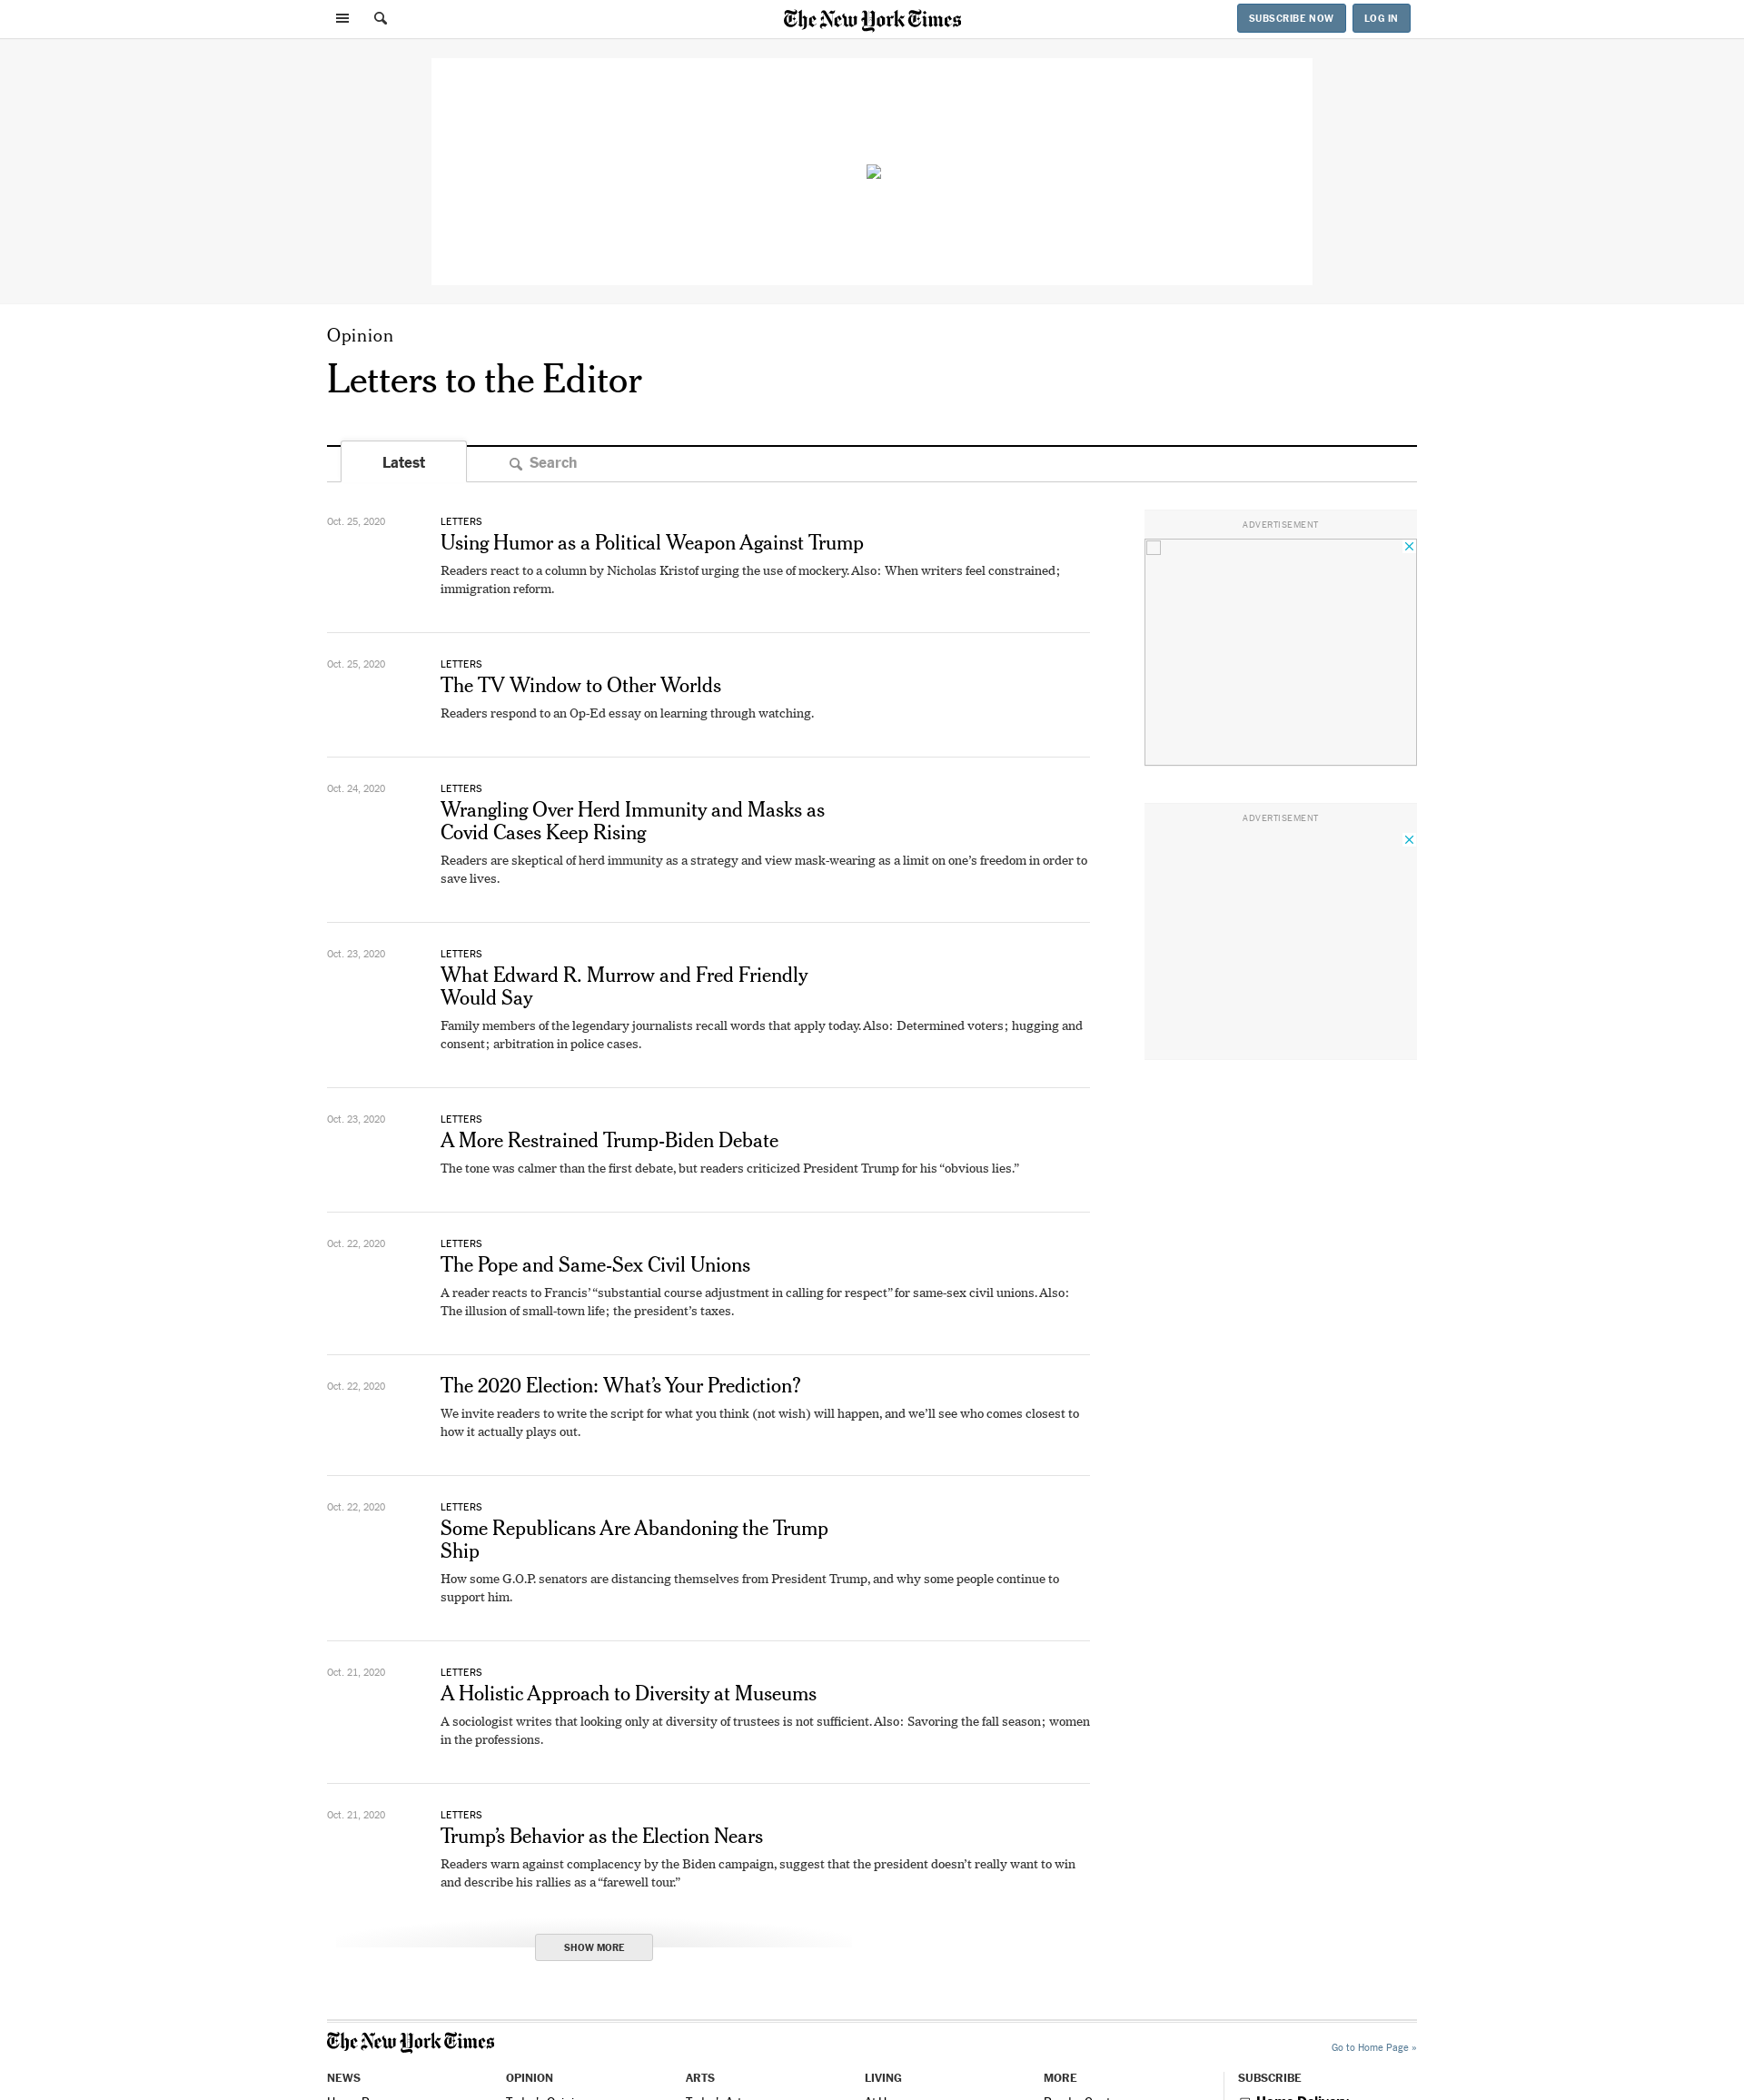 The New York Times
SUBSCRIBE NOW
LOG IN
Opinion
Letters to the Editor
Latest
Search
Oct. 25, 2020
LETTERS
Using Humor as a Political Weapon Against Trump
Readers react to a column by Nicholas Kristof urging the use of mockery. Also: When writers feel constrained;
immigration reform.
ADVERTISEMENT
Oct. 25, 2020
LETTERS
The TV Window to Other Worlds
Readers respond to an Op-Ed essay on learning through watching.
Oct. 24, 2020
LETTERS
Wrangling Over Herd Immunity and Masks as
Covid Cases Keep Rising
Readers are skeptical of herd immunity as a strategy and view mask-wearing as a limit on one’s freedom in order to
save lives.
ADVERTISEMENT
Oct. 23, 2020
LETTERS
What Edward R. Murrow and Fred Friendly
Would Say
Family members of the legendary journalists recall words that apply today. Also: Determined voters; hugging and
consent; arbitration in police cases.
Oct. 23, 2020
LETTERS
A More Restrained Trump-Biden Debate
The tone was calmer than the first debate, but readers criticized President Trump for his “obvious lies.”
Oct. 22, 2020
LETTERS
The Pope and Same-Sex Civil Unions
A reader reacts to Francis’ “substantial course adjustment in calling for respect” for same-sex civil unions. Also:
The illusion of small-town life; the president’s taxes.
Oct. 22, 2020
The 2020 Election: What’s Your Prediction?
We invite readers to write the script for what you think (not wish) will happen, and we’ll see who comes closest to
how it actually plays out.
Oct. 22, 2020
LETTERS
Some Republicans Are Abandoning the Trump
Ship
How some G.O.P. senators are distancing themselves from President Trump, and why some people continue to
support him.
Oct. 21, 2020
LETTERS
A Holistic Approach to Diversity at Museums
A sociologist writes that looking only at diversity of trustees is not sufficient. Also: Savoring the fall season; women
in the professions.
Oct. 21, 2020
LETTERS
Trump’s Behavior as the Election Nears
Readers warn against complacency by the Biden campaign, suggest that the president doesn’t really want to win
and describe his rallies as a “farewell tour.”
SHOW MORE
The New York Times
Go to Home Page »
NEWS
OPINION
ARTS
LIVING
MORE
SUBSCRIBE
Home Delivery